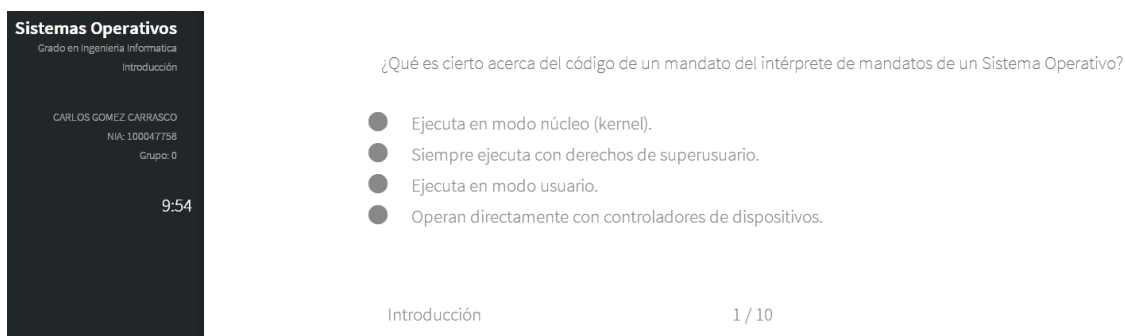 Sistemas Operativos
Grado en Ingeniería Informatica
Introducción
CARLOS GOMEZ CARRASCO
NIA: 100047758
Grupo: 0
9:54
¿Qué es cierto acerca del código de un mandato del intérprete de mandatos de un Sistema Operativo?
Ejecuta en modo núcleo (kernel).
Siempre ejecuta con derechos de superusuario.
Ejecuta en modo usuario.
Operan directamente con controladores de dispositivos.
Introducción 1 / 10